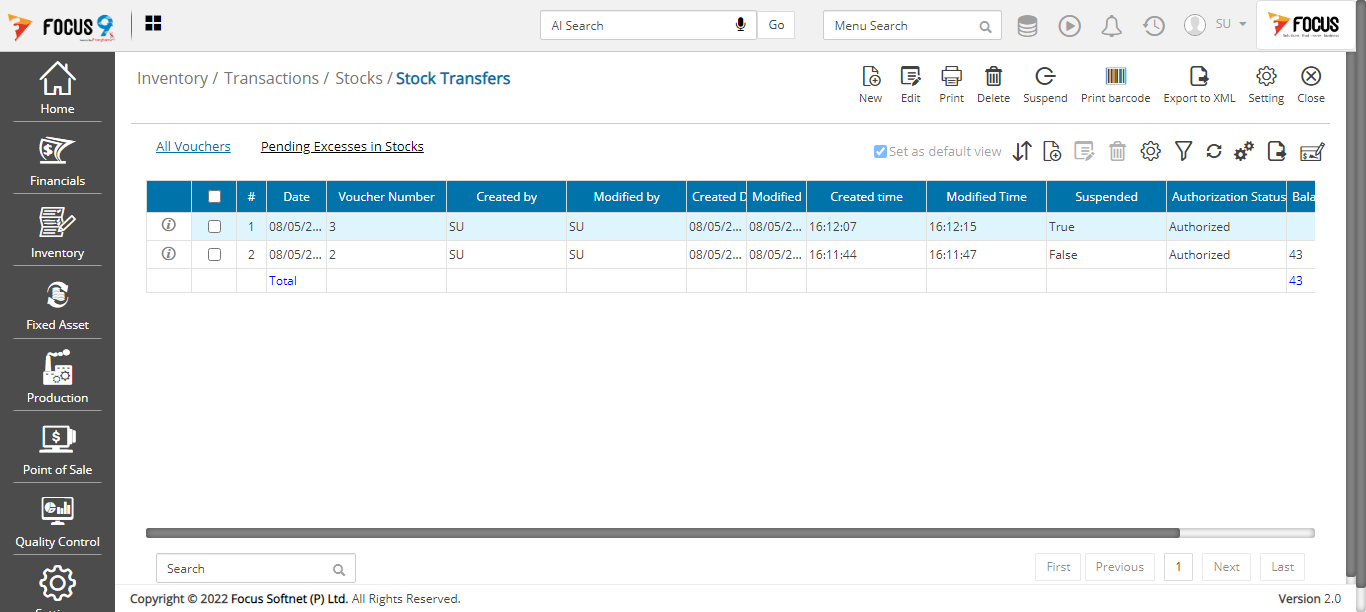 FOCUS 9
AI Search
Go
Menu Search
SU
FOCUS
Home
Financials
Inventory
Fixed Asset
Production
Point of Sale
Quality Control
Inventory / Transactions / Stocks / Stock Transfers
New Edit Print Delete Suspend Print barcode Export to XML Setting Close
All Vouchers Pending Excesses in Stocks
Set as default view
# Date Voucher Number Created by Modified by Created D Modified Created time Modified Time Suspended Authorization Status Bala
1 08/05/2... 3 SU SU 08/05/2... 08/05/2... 16:12:07 16:12:15 True Authorized
2 08/05/2... 2 SU SU 08/05/2... 08/05/2... 16:11:44 16:11:47 False Authorized 43
Total 43
Search
First Previous 1 Next Last
Copyright © 2022 Focus Softnet (P) Ltd. All Rights Reserved.
Version 2.0